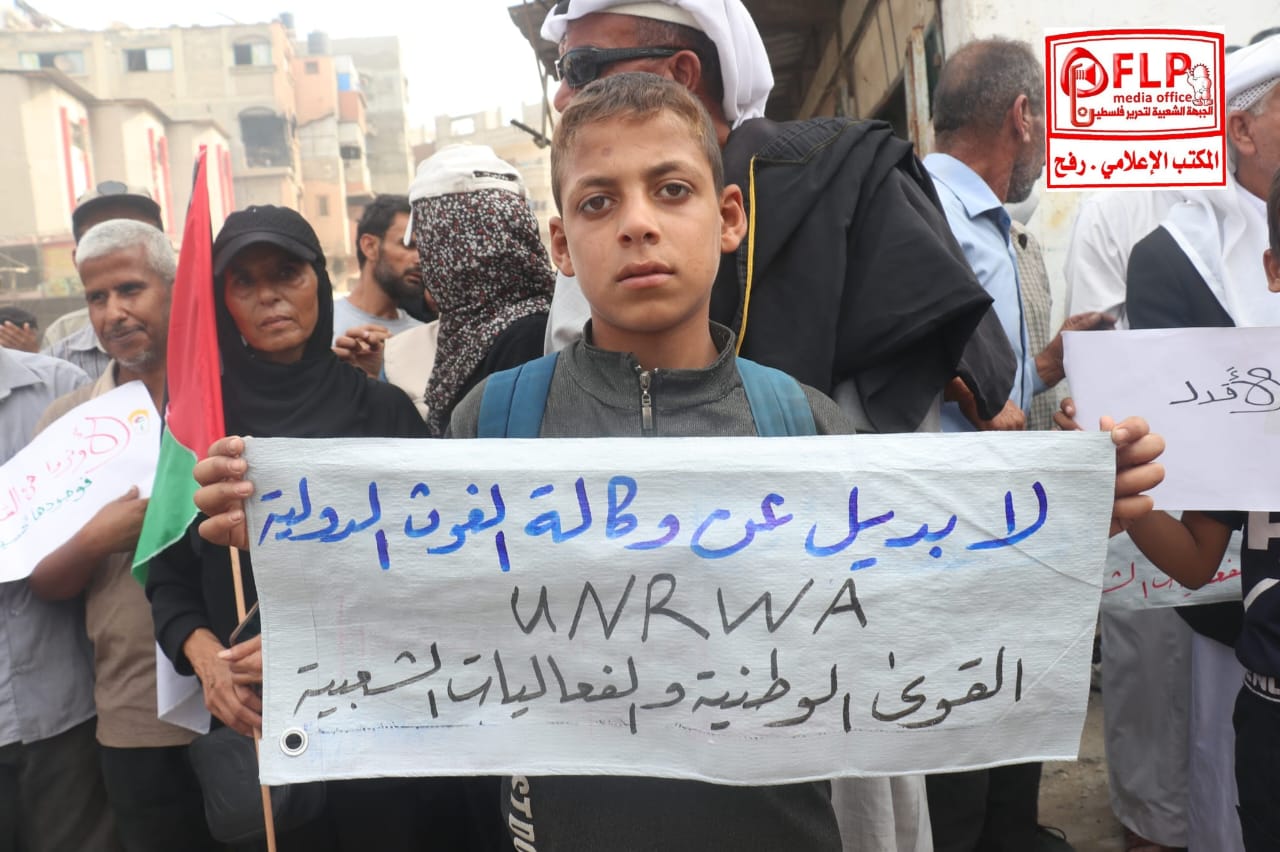 PFLP
media office
الجبهة الشعبية لتحرير فلسطين
المكتب الإعلامي . رفح
لا بديل عن وكالة الغوث الدولية
UNRWA
القوى الوطنية والفعاليات الشعبية